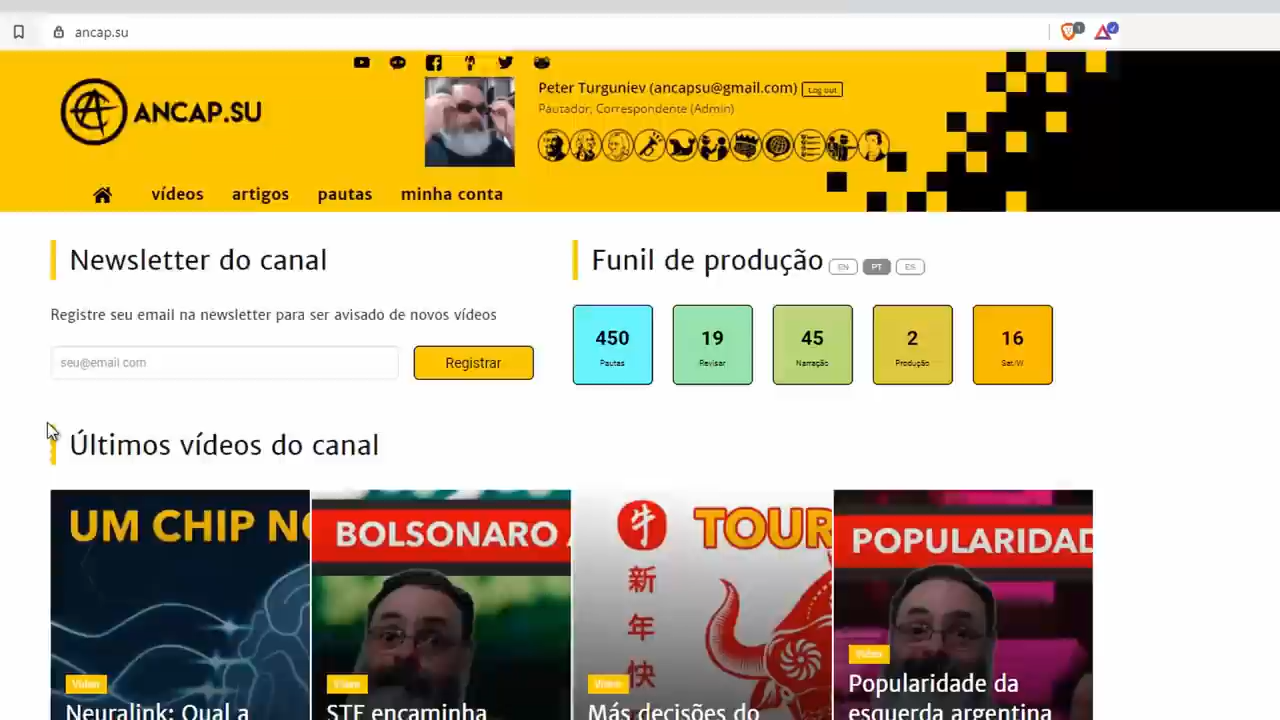 ancap.su
ANCAP.SU
Peter Turguniev (ancapsu@gmail.com) Log out
Pautador, Correspondente (Admin)
vídeos artigos pautas minha conta
Newsletter do canal
Funil de produção EN PT ES
Registre seu email na newsletter para ser avisado de novos vídeos
seu@email com
Registrar
450 19 45 2 16
Pautas Revisar Narração Produção Sat/W
Últimos vídeos do canal
UM CHIP NO
BOLSONARO
牛
TOUR
新
年
快
POPULARIDAD
Vídeo
Vídeo
Vídeo
Vídeo
Neuralink: Qual a
STF encaminha
Más decisões do
Popularidade da
esquerda argentina